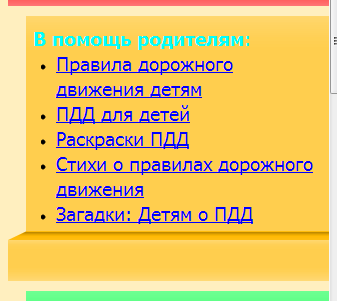 В помощь родителям:
Правила дорожного
движения детям
ПДД для детей
Раскраски ПДД
Стихи о правилах дорожного
движения
Загадки: Детям о ПДД